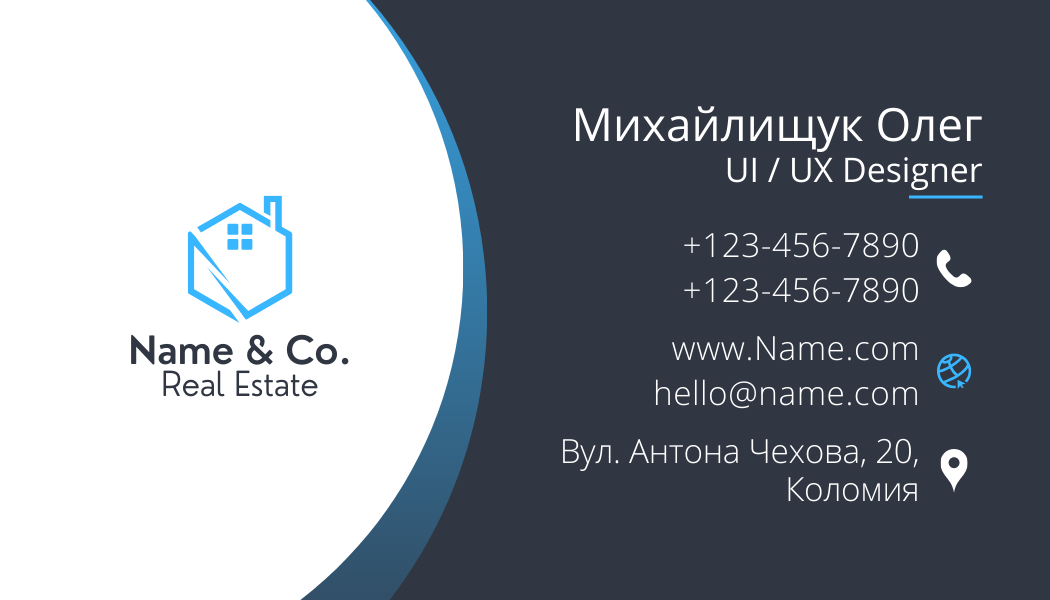 Name & Co.
Real Estate
Михайлищук Олег
UI / UX Designer
+123-456-7890
+123-456-7890
www.Name.com
hello@name.com
Вул. Антона Чехова, 20,
Коломия